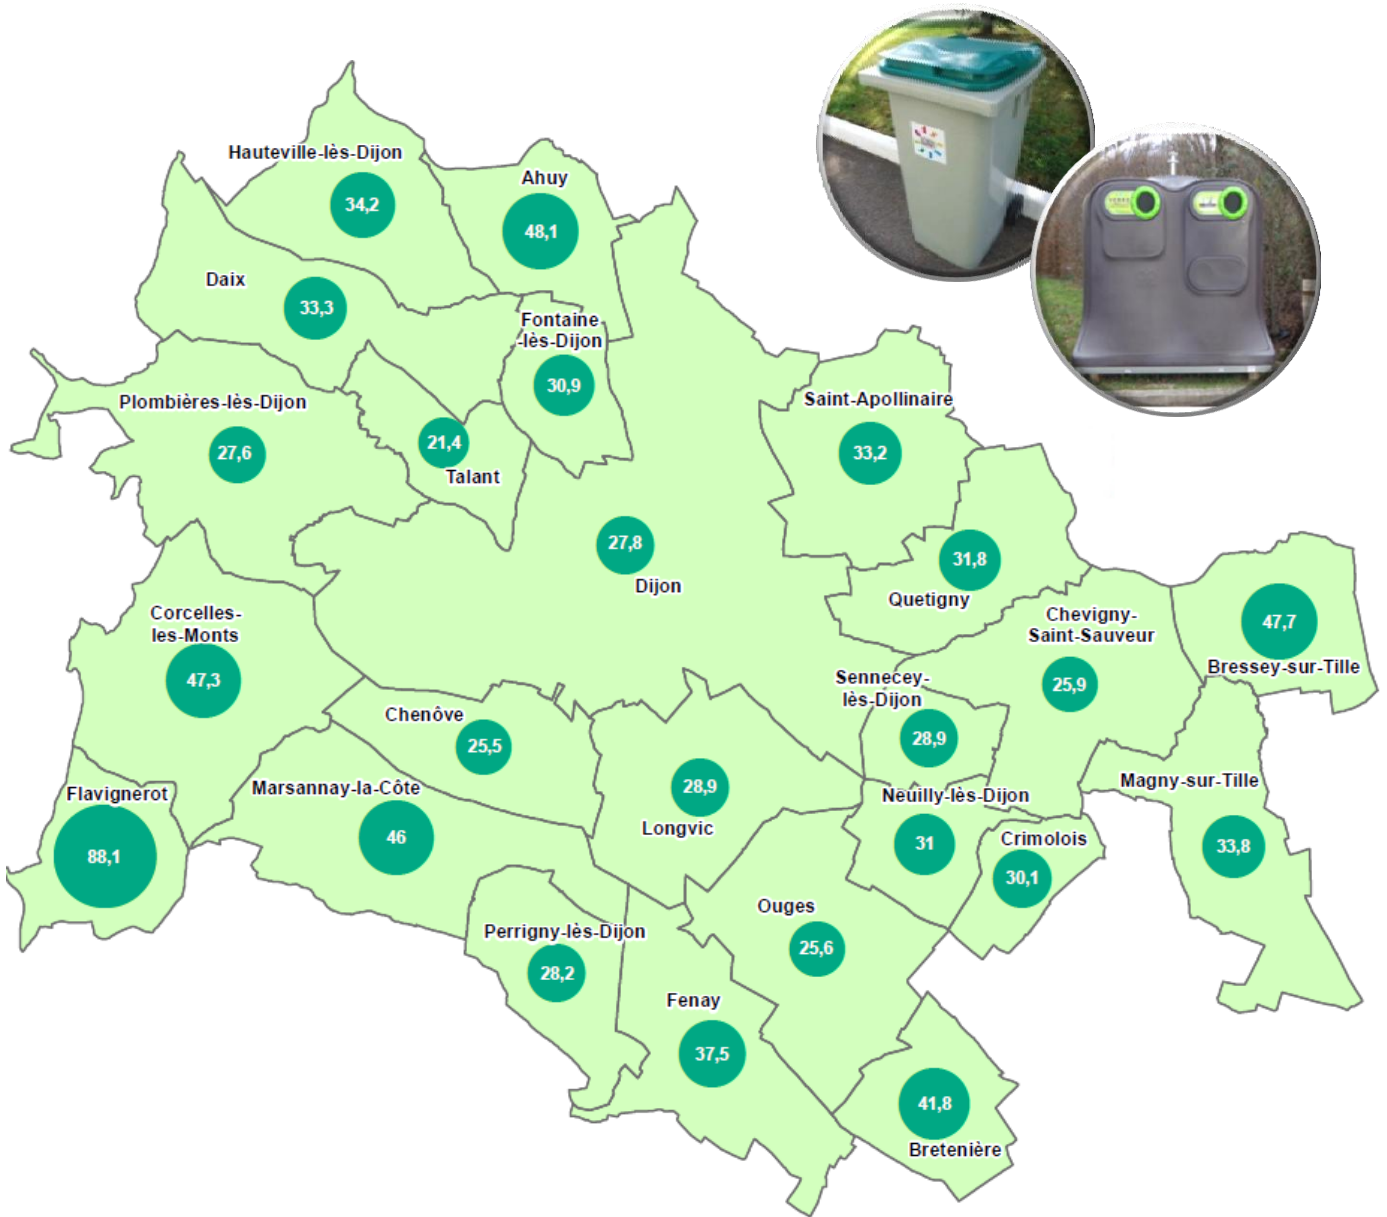 Hauteville-lès-Dijon
34,2
Ahuy
48,1
Daix
33,3
Fontaine
-lès-Dijon
30,9
Plombières-lès-Dijon
27,6
21,4
Talant
Saint-Apollinaire
33,2
27,8
Dijon
31,8
Quetigny
Corcelles-
les-Monts
47,3
Chevigny-
Saint-Sauveur
25,9
47,7
Bressey-sur-Tille
Sennecey-
lès-Dijon
28,9
Chenôve
25,5
Flavignerot
88,1
Marsannay-la-Côte
46
28,9
Longvic
Neuilly-lès-Dijon
31
Crimolois
30,1
Magny-sur-Tille
33,8
Ouges
25,6
Perrigny-lès-Dijon
28,2
Fenay
37,5
41,8
Bretenière